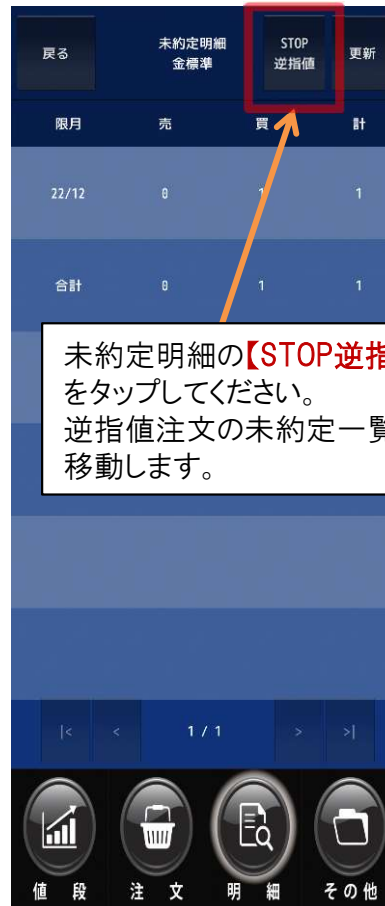 戻る
未約定明細
金標準
STOP
逆指値
更新
限月 売 買 計
22/12 0 1 1
合計 0 1 1
未約定明細の【STOP逆指
をタップしてください。
逆指値注文の未約定一覧
移動します。
|< < 1 / 1 > >|
値 段 注 文 明 細 その他